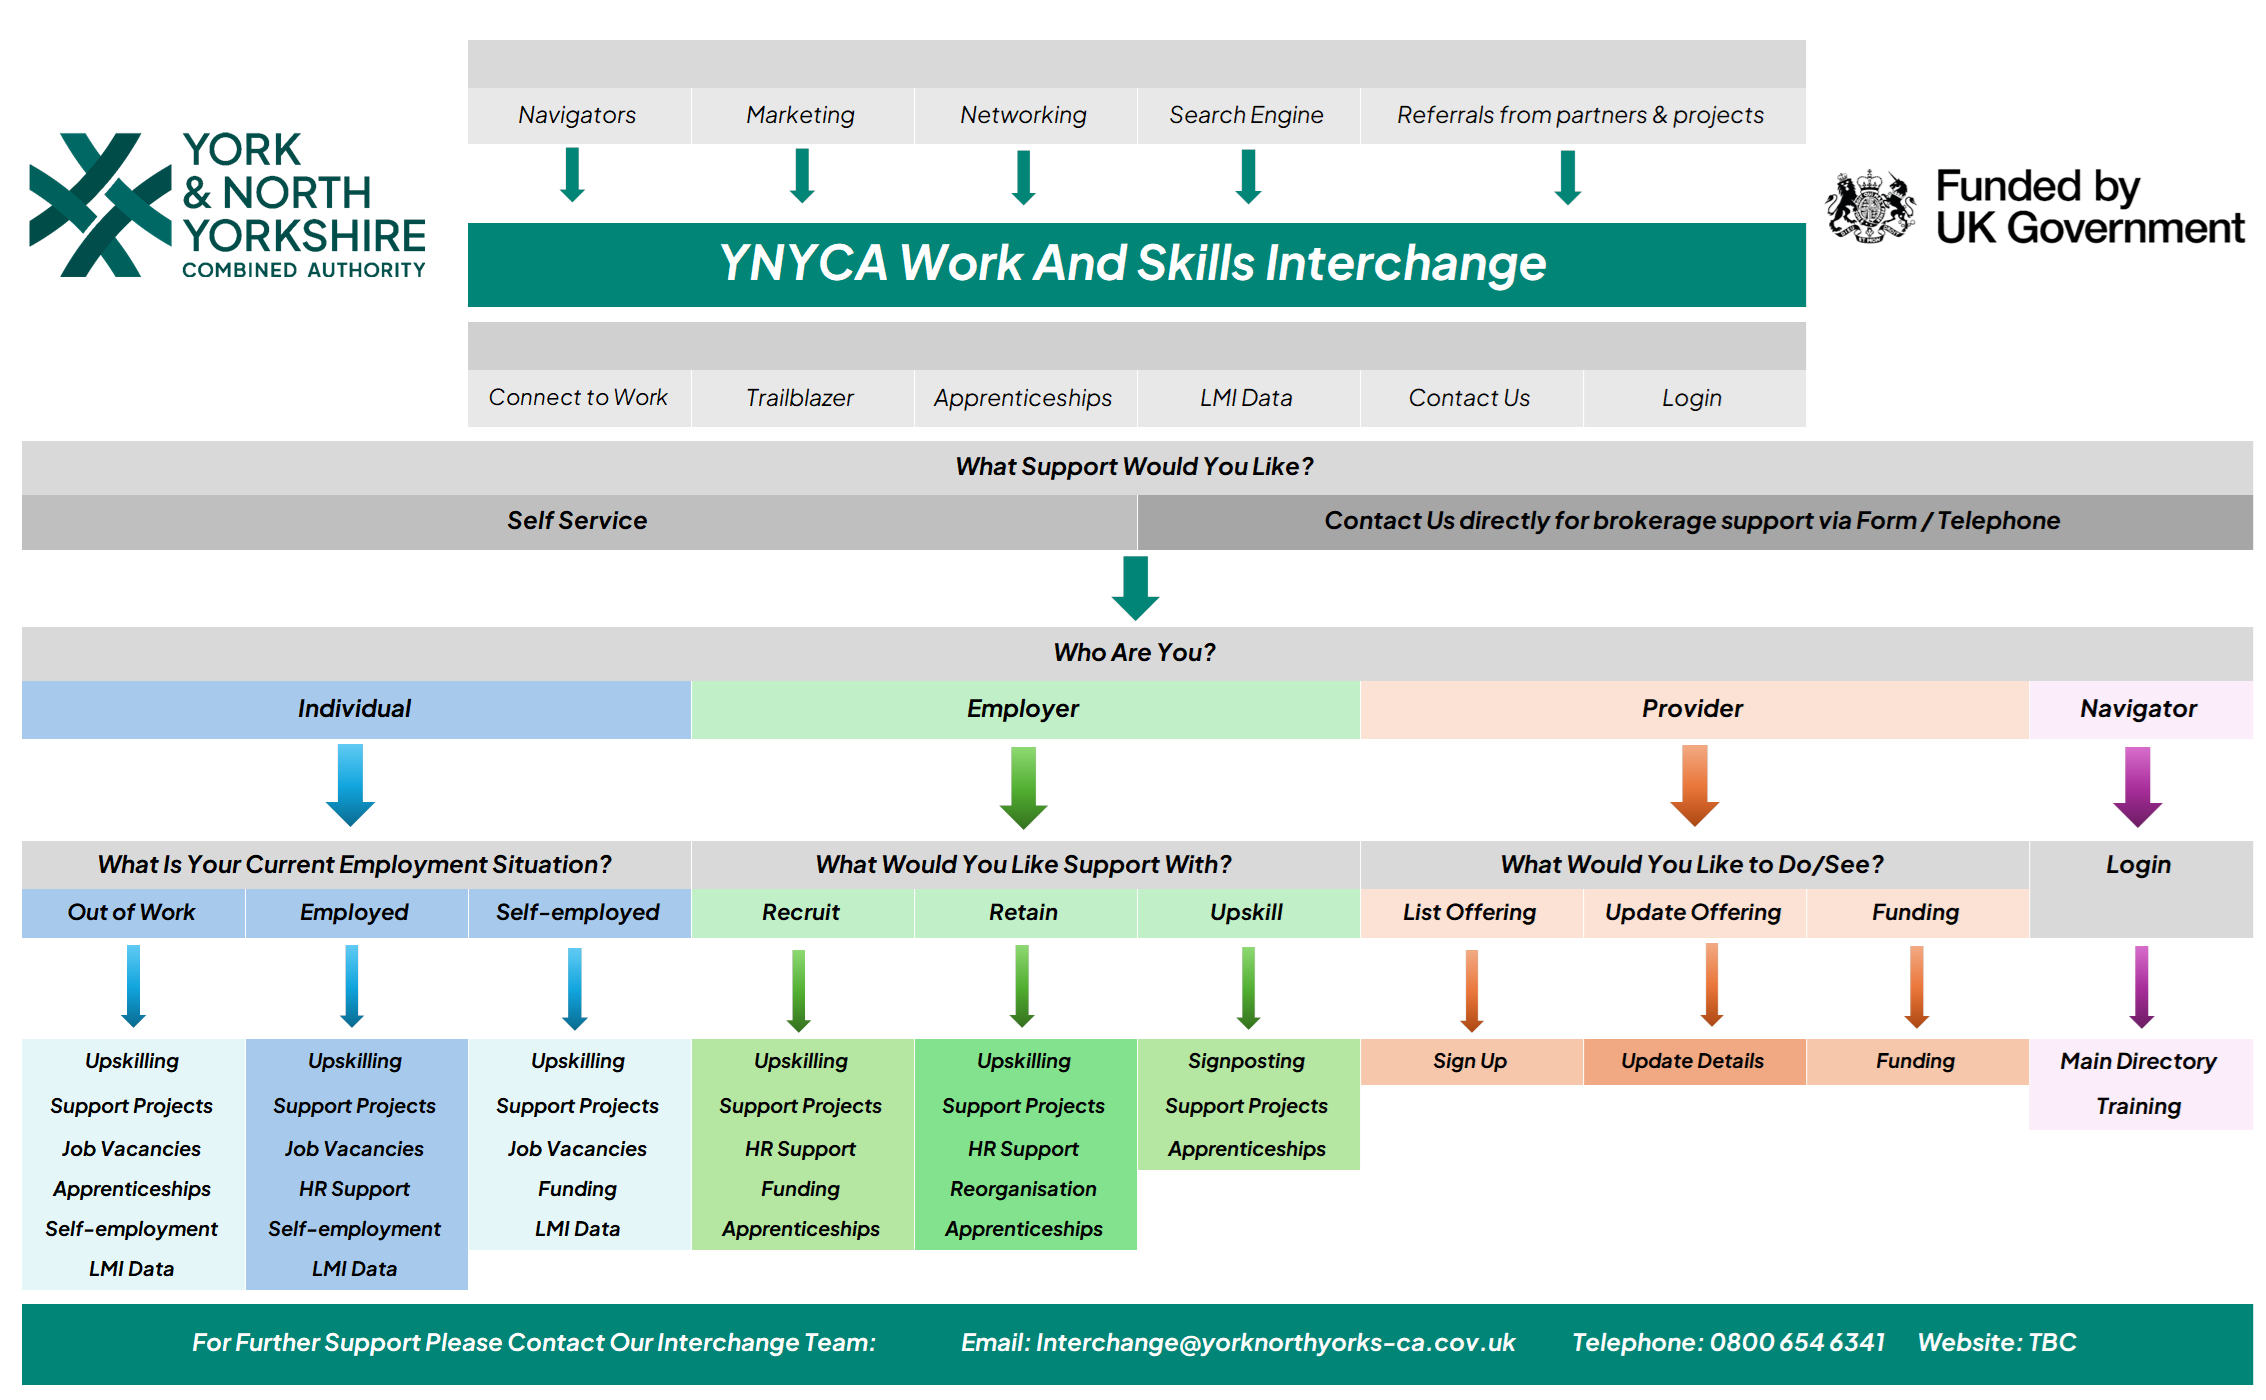 Navigators Marketing Networking Search Engine Referrals from partners & projects
YORK
& NORTH
YORKSHIRE
COMBINED AUTHORITY
Funded by
UK Government
YNYCA Work And Skills Interchange
Connect to Work Trailblazer Apprenticeships LMI Data Contact Us Login
What Support Would You Like?
Self Service Contact Us directly for brokerage support via Form / Telephone
Who Are You?
Individual Employer Provider Navigator
What Is Your Current Employment Situation? What Would You Like Support With? What Would You Like to Do/See? Login
Out of Work Employed Self-employed Recruit Retain Upskill List Offering Update Offering Funding
Upskilling Upskilling Upskilling Upskilling Upskilling Signposting Sign Up Update Details Funding Main Directory
Support Projects Support Projects Support Projects Support Projects Support Projects Support Projects Training
Job Vacancies Job Vacancies Job Vacancies HR Support HR Support Apprenticeships
Apprenticeships HR Support Funding Funding Reorganisation
Self-employment Self-employment LMI Data Apprenticeships Apprenticeships
LMI Data LMI Data
For Further Support Please Contact Our Interchange Team: Email: Interchange@yorknorthyorks-ca.cov.uk Telephone: 0800 654 6341 Website: TBC